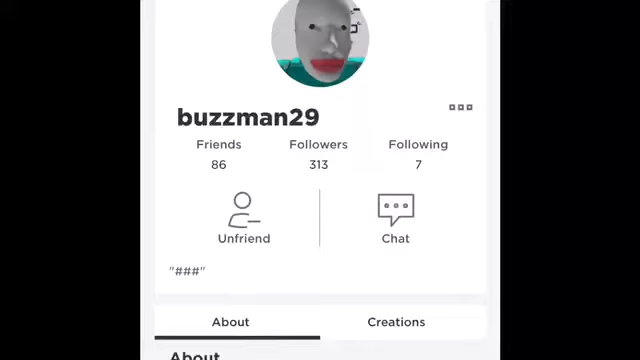 buzzman29
Friends Followers Following
86 313 7
Unfriend Chat
"###"
About Creations
About